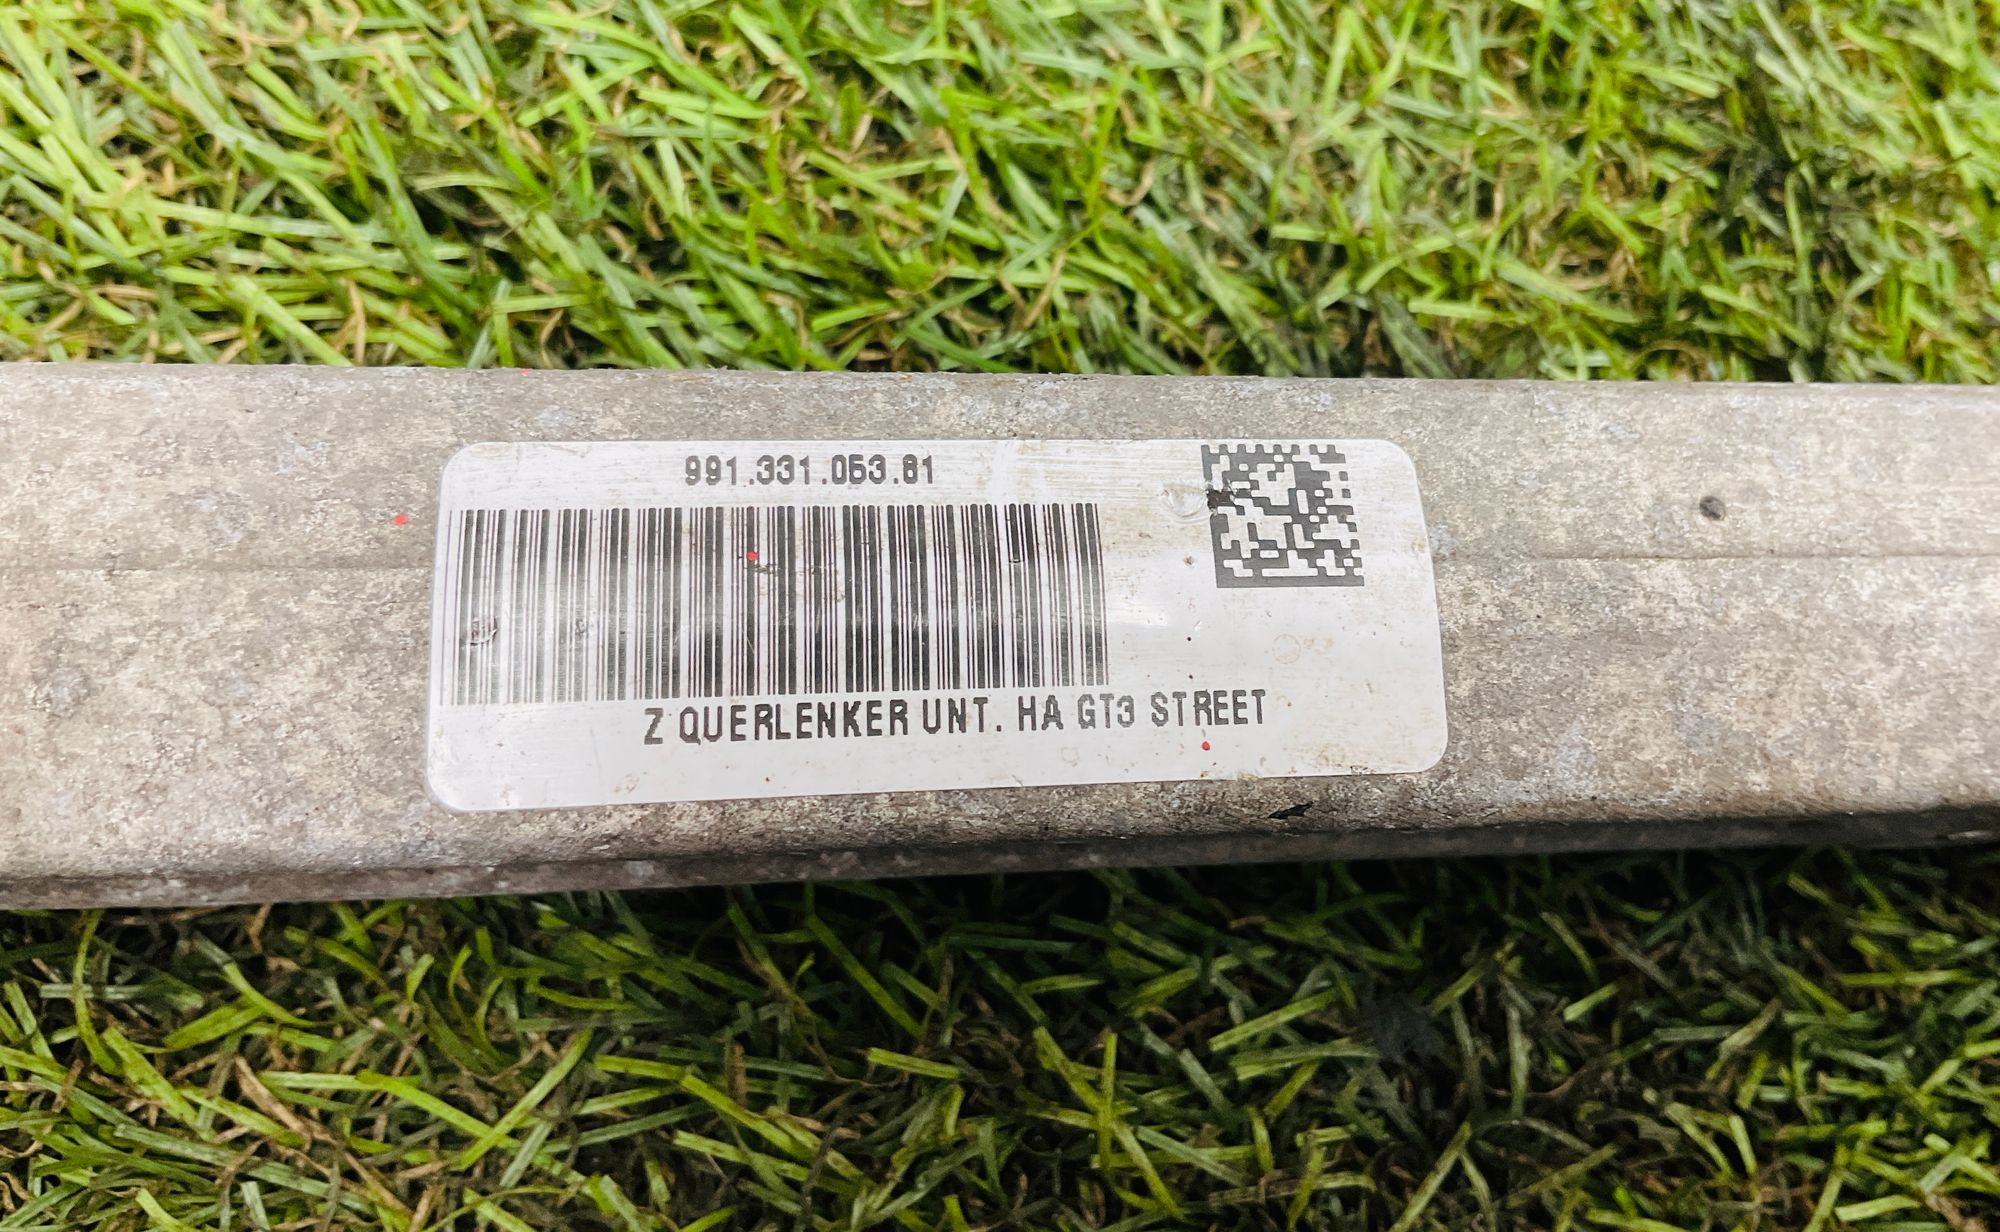 991.331.053.81
Z QUERLENKER UNT. HA GT3 STREET